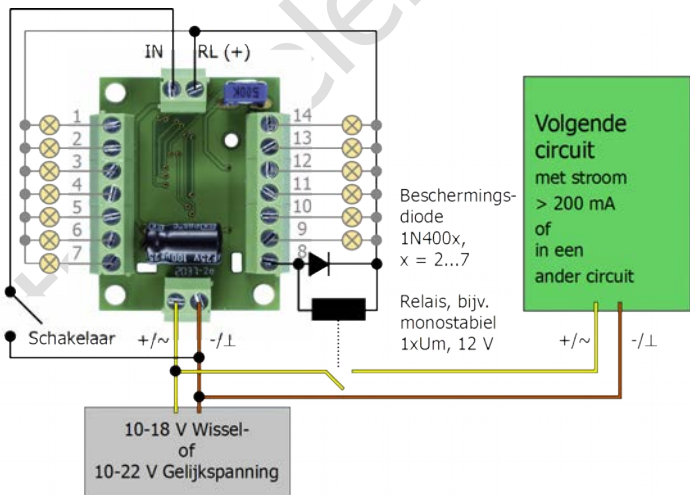 IN RL (+)
1
2
3
4
5
6
7
14
13
12
11
10
9
8
Beschermings-
diode
1N400x,
x = 2...7
Relais, bijv.
monostabiel
1xUm, 12 V
Volgende
circuit
met stroom
> 200 mA
of
in een
ander circuit
Schakelaar
+/~
-/⊥
+/~
-/⊥
10-18 V Wissel-
of
10-22 V Gelijkspanning